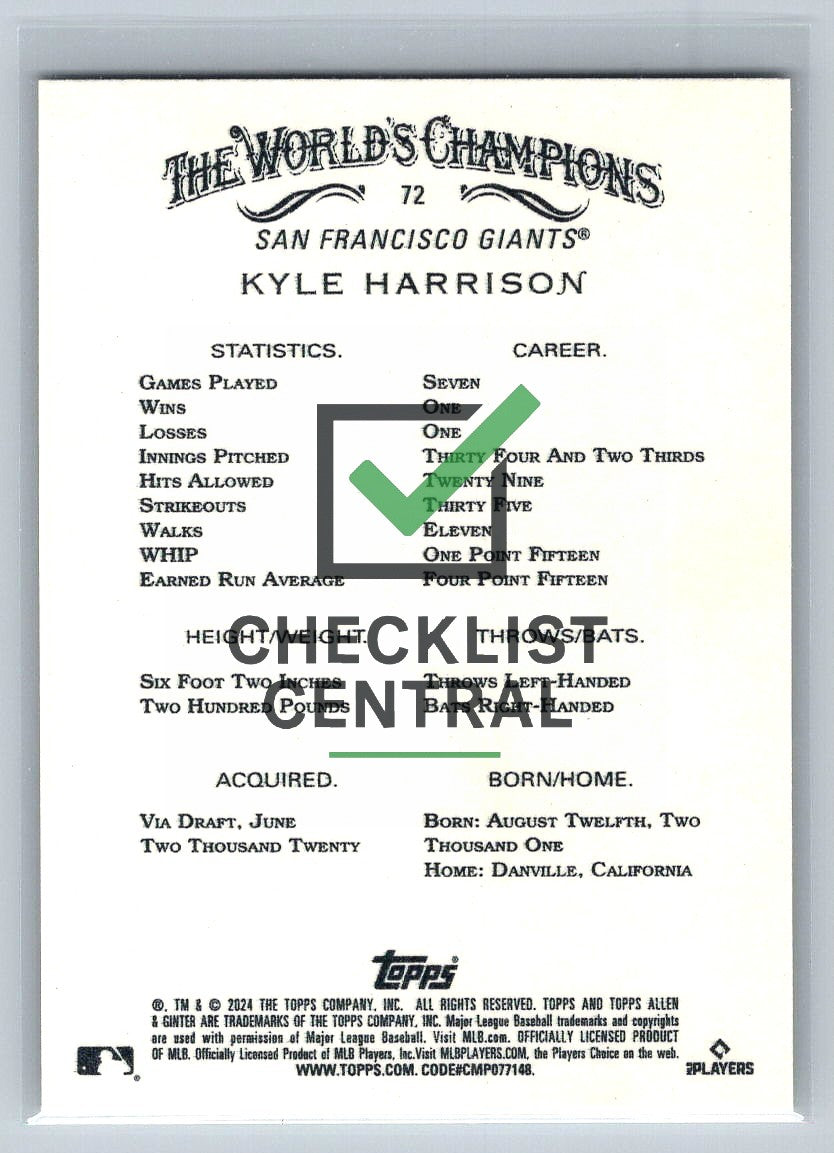 THE WORLD'S CHAMPIONS
72
SAN FRANCISCO GIANTS®
KYLE HARRISON
STATISTICS. CAREER.
GAMES PLAYED SEVEN
WINS ONE
LOSSES ONE
INNINGS PITCHED THIRTY FOUR AND TWO THIRDS
HITS ALLOWED TWENTY NINE
STRIKEOUTS THIRTY FIVE
WALKS ELEVEN
WHIP ONE POINT FIFTEEN
EARNED RUN AVERAGE FOUR POINT FIFTEEN
CHECKLIST
CENTRAL
HEIGHT/WEIGHT. THROWS/BATS.
SIX FOOT TWO INCHES THROWS LEFT-HANDED
TWO HUNDRED POUNDS BATS RIGHT-HANDED
ACQUIRED. BORN/HOME.
VIA DRAFT, JUNE BORN: AUGUST TWELFTH, TWO
TWO THOUSAND TWENTY THOUSAND ONE
HOME: DANVILLE, CALIFORNIA
topps®
®, TM & © 2024 THE TOPPS COMPANY, INC. ALL RIGHTS RESERVED. TOPPS AND TOPPS ALLEN
& GINTER ARE TRADEMARKS OF THE TOPPS COMPANY, INC. Major League Baseball trademarks and copyrights
are used with permission of Major League Baseball. Visit MLB.com. OFFICIALLY LICENSED PRODUCT
OF MLB. Officially Licensed Product of MLB Players, Inc.Visit MLBPLAYERS.COM, the Players Choice on the web.
WWW.TOPPS.COM. CODE#CMP077148.
PLAYERS